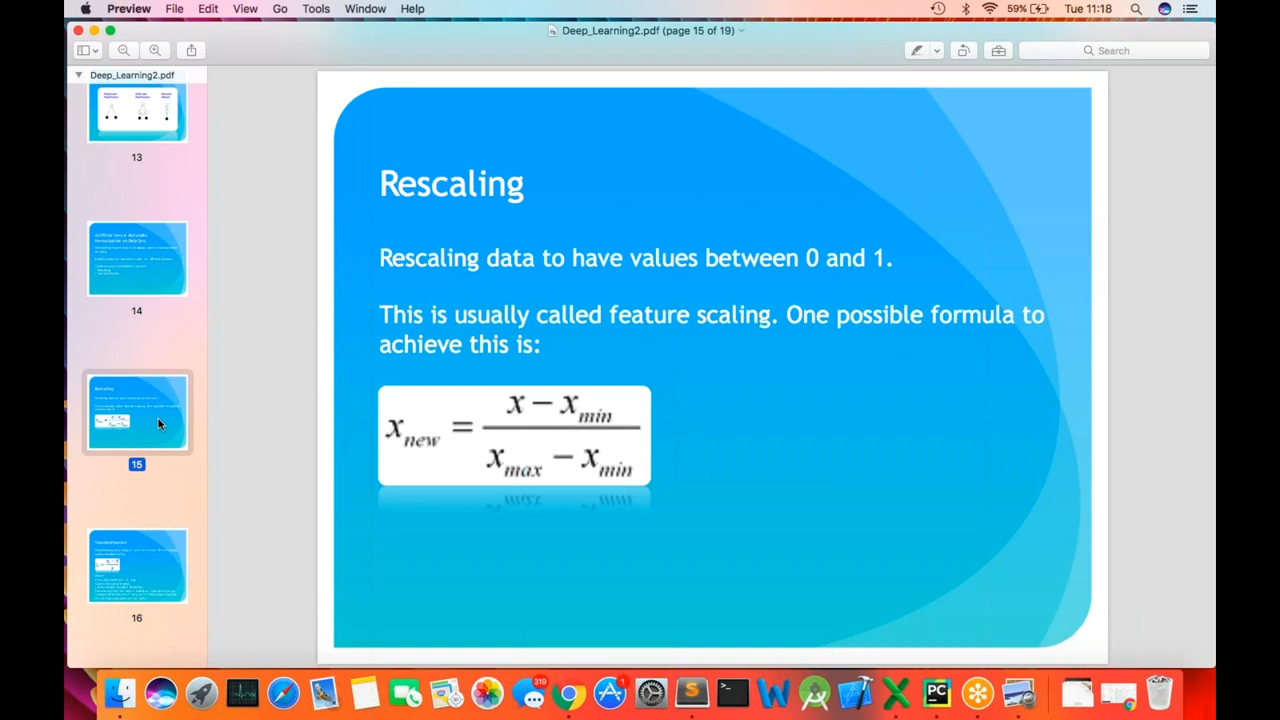 Preview File Edit View Go Tools Window Help 59% Tue 11:18
Deep_Learning2.pdf (page 15 of 19)
Search
Deep_Learning2.pdf
13
14
15
16
Rescaling
Rescaling data to have values between 0 and 1.
This is usually called feature scaling. One possible formula to
achieve this is:
x_new = (x − x_min) / (x_max − x_min)
319
1
PC